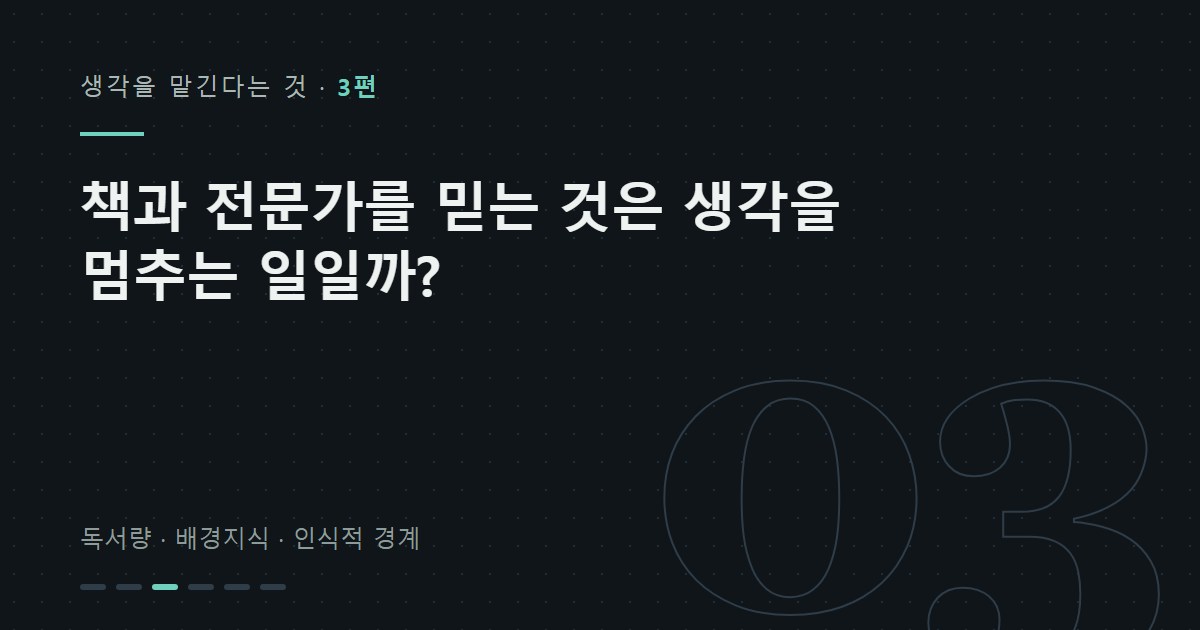 생각을 맡긴다는 것 · 3편
책과 전문가를 믿는 것은 생각을
멈추는 일일까?
독서량 · 배경지식 · 인식적 경계
03